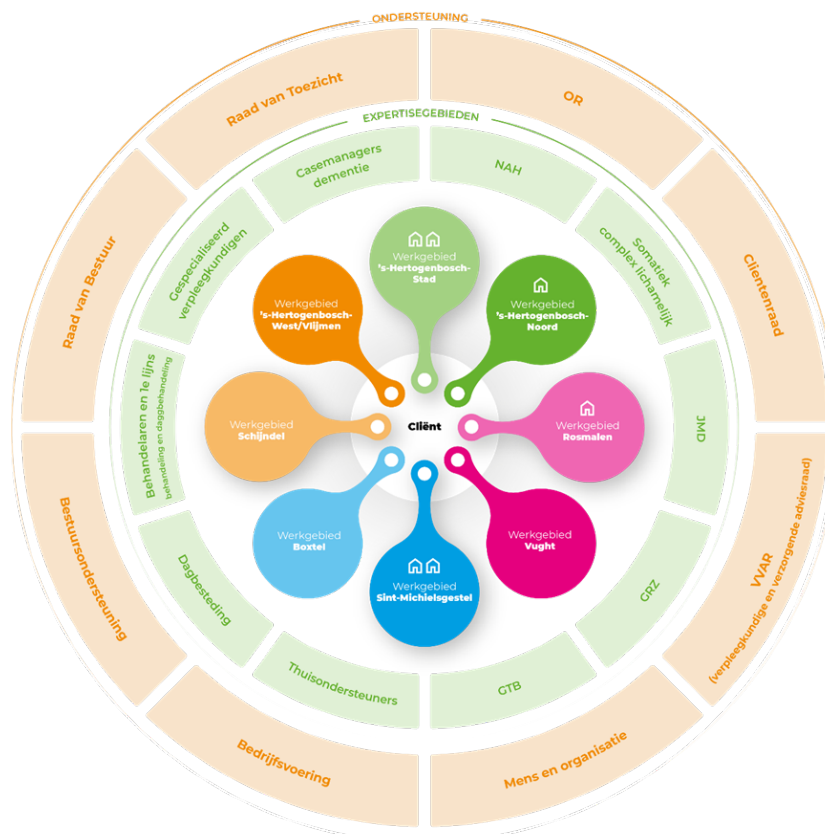 ONDERSTEUNING
Raad van Toezicht
OR
Cliëntenraad
VVAR
(verpleegkundige en verzorgende adviesraad)
Mens en organisatie
Bedrijfsvoering
Bestuursondersteuning
Raad van Bestuur
EXPERTISEGEBIEDEN
Casemanagers
dementie
NAH
Somatiek
complex lichamelijk
JMD
GRZ
GTB
Thuisondersteuners
Dagbesteding
Behandelaren en 1e lijns
behandeling en daggbehandeling
Gespecialiseerd
verpleegkundigen
Werkgebied
's-Hertogenbosch-
Stad
Werkgebied
's-Hertogenbosch-
Noord
Werkgebied
Rosmalen
Werkgebied
Vught
Werkgebied
Sint-Michielsgestel
Werkgebied
Boxtel
Werkgebied
Schijndel
Werkgebied
's-Hertogenbosch-
West/Vlijmen
Cliënt